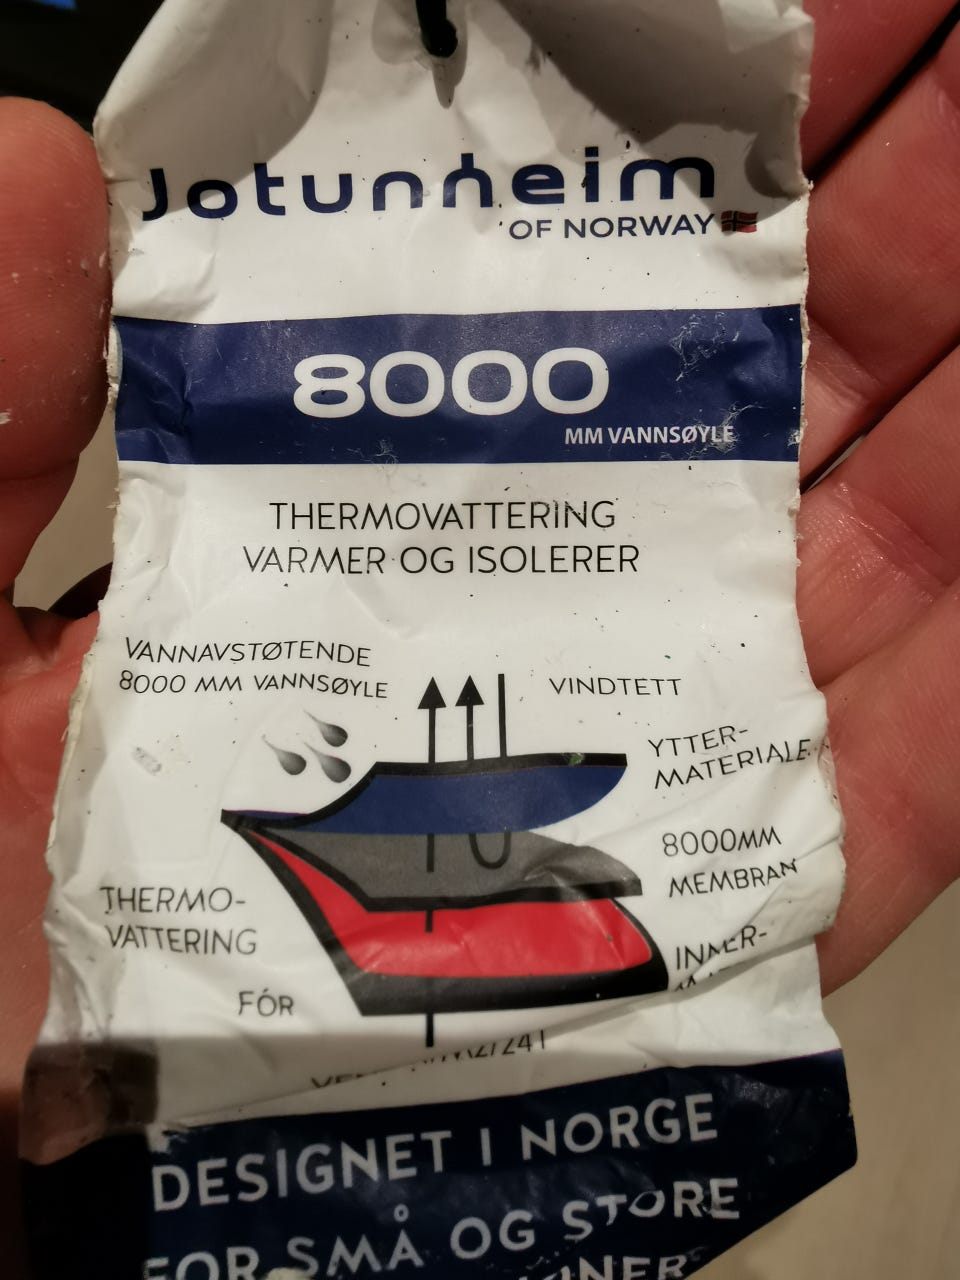 Jotunheim
OF NORWAY
8000
MM VANNSØYLE
THERMOVATTERING
VARMER OG ISOLERER
VANNAVSTØTENDE
8000 MM VANNSØYLE
VINDTETT
YTTER-
MATERIALE
8000MM
MEMBRAN
THERMO-
VATTERING
INNER-
FÓR
DESIGNET I NORGE
FOR SMÅ OG STORE